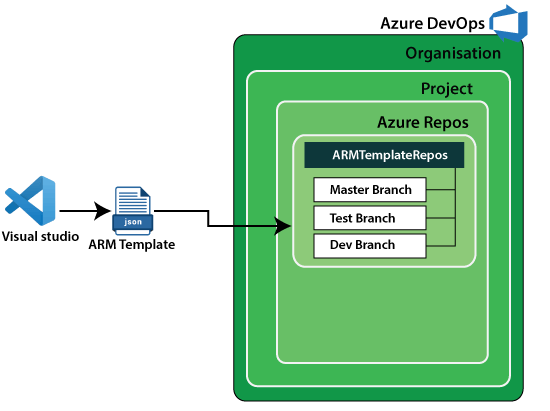 Azure DevOps
Organisation
Project
Azure Repos
ARMTemplateRepos
Master Branch
Test Branch
Dev Branch
Visual studio
json
ARM Template